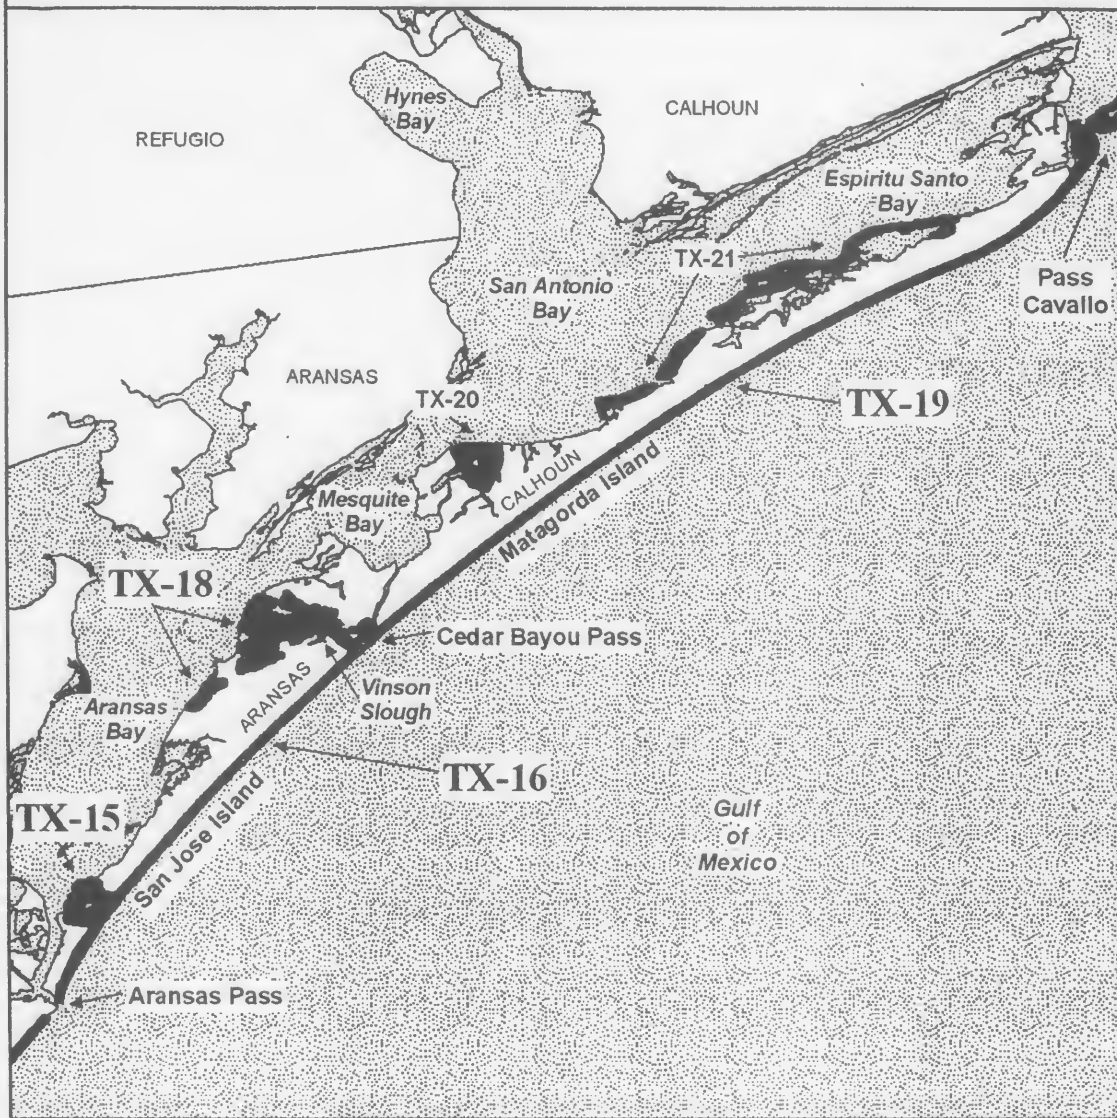 Hynes
Bay
CALHOUN
REFUGIO
Espiritu Santo
Bay
TX-21
San Antonio
Bay
Pass
Cavallo
ARANSAS
TX-20
TX-19
CALHOUN
Matagorda Island
Mesquite
Bay
TX-18
Cedar Bayou Pass
Vinson
Slough
ARANSAS
Aransas
Bay
TX-16
San Jose Island
TX-15
Gulf
of
Mexico
Aransas Pass